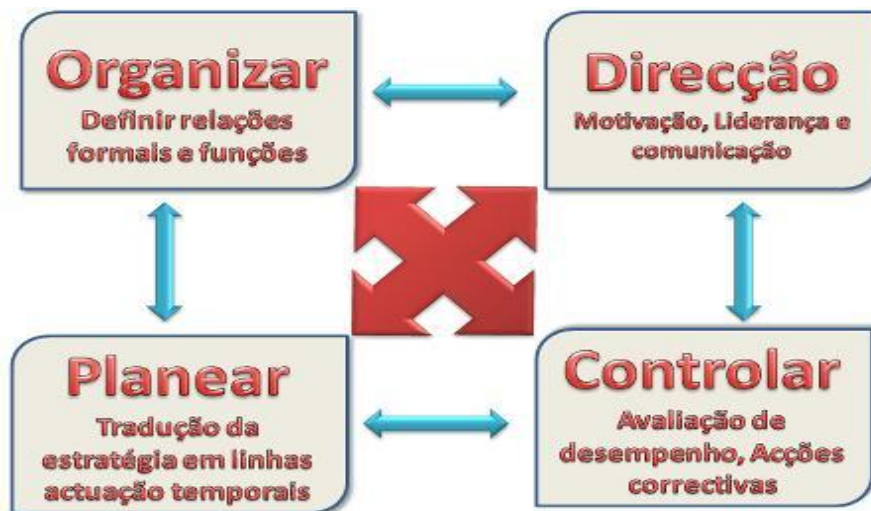 Organizar
Definir relações
formais e funções
Direcção
Motivação, Liderança e
comunicação
Planear
Tradução da
estratégia em linhas
actuação temporais
Controlar
Avaliação de
desempenho, Acções
correctivas